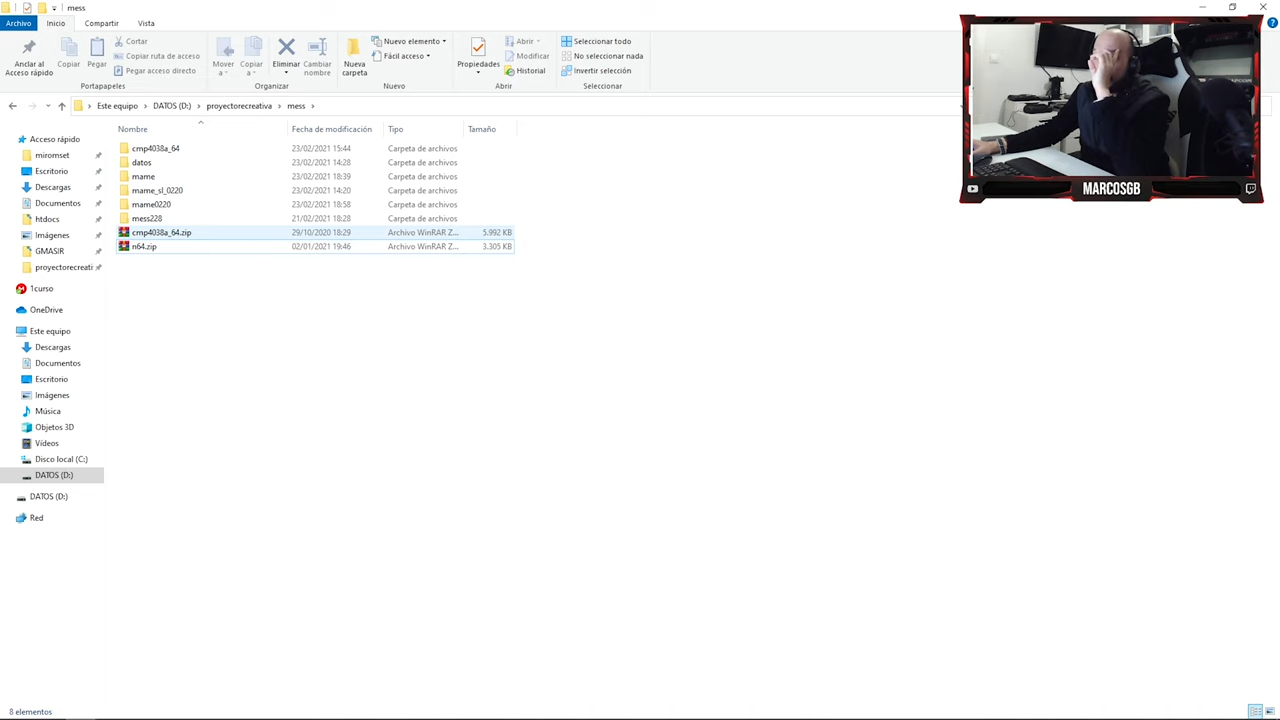 mess
Archivo Inicio Compartir Vista
Anclar al Acceso rápido
Copiar
Pegar
Cortar
Copiar ruta de acceso
Pegar acceso directo
Portapapeles
Mover a
Copiar a
Eliminar
Cambiar nombre
Organizar
Nueva carpeta
Nuevo elemento
Fácil acceso
Nuevo
Propiedades
Abrir
Modificar
Historial
Abrir
Seleccionar todo
No seleccionar nada
Invertir selección
Seleccionar
Este equipo > DATOS (D:) > proyectorecreativa > mess >
Nombre Fecha de modificación Tipo Tamaño
cmp4038a_64 23/02/2021 15:44 Carpeta de archivos
datos 23/02/2021 14:28 Carpeta de archivos
mame 23/02/2021 18:39 Carpeta de archivos
mame_sl_0220 23/02/2021 14:20 Carpeta de archivos
mame0220 23/02/2021 18:58 Carpeta de archivos
mess228 21/02/2021 18:28 Carpeta de archivos
cmp4038a_64.zip 29/10/2020 18:29 Archivo WinRAR Z... 5.992 KB
n64.zip 02/01/2021 19:46 Archivo WinRAR Z... 3.305 KB
Acceso rápido
miromset
Escritorio
Descargas
Documentos
htdocs
Imágenes
GMASIR
proyectorecreati
1curso
OneDrive
Este equipo
Descargas
Documentos
Escritorio
Imágenes
Música
Objetos 3D
Vídeos
Disco local (C:)
DATOS (D:)
DATOS (D:)
Red
8 elementos
MARCOSGB